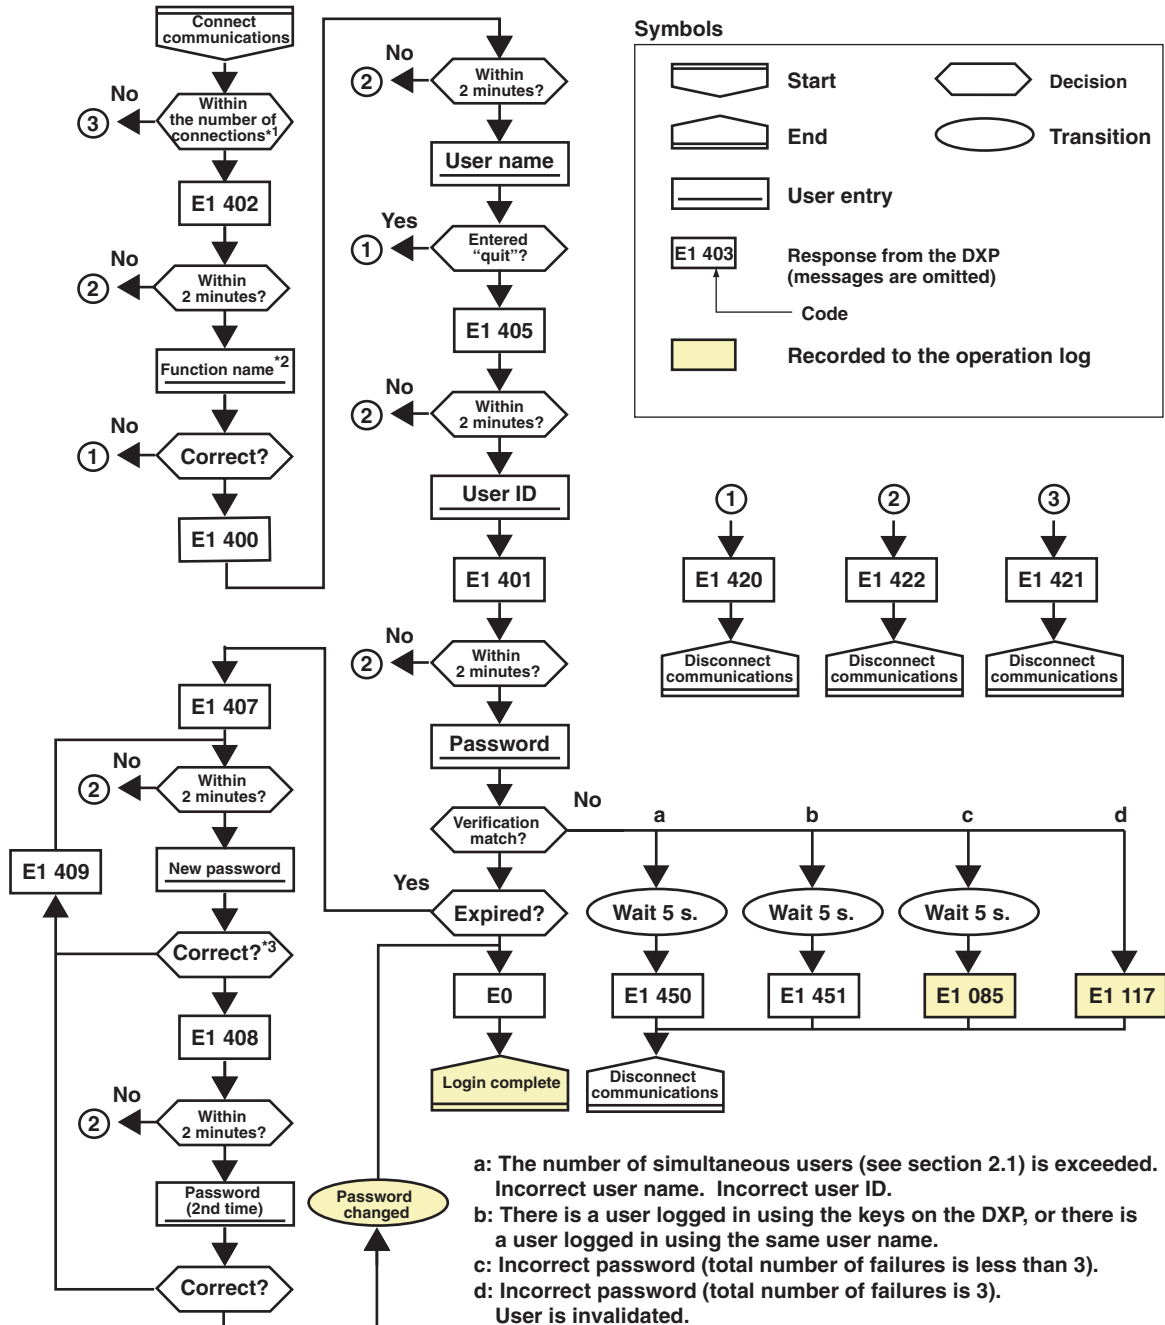 Connect
communications
No
3
Within
the number of
connections*1
E1 402
No
2
Within
2 minutes?
Function name*2
No
1
Correct?
E1 400
No
2
Within
2 minutes?
User name
Yes
1
Entered
“quit”?
E1 405
No
2
Within
2 minutes?
User ID
E1 401
No
2
Within
2 minutes?
Password
Verification
match?
No
a
b
c
d
Yes
Expired?
Wait 5 s.
Wait 5 s.
Wait 5 s.
E0
E1 450
E1 451
E1 085
E1 117
Login complete
Disconnect
communications
E1 407
No
2
Within
2 minutes?
E1 409
New password
Correct?*3
E1 408
No
2
Within
2 minutes?
Password
(2nd time)
Correct?
Password
changed
Symbols
Start
Decision
End
Transition
User entry
E1 403
Response from the DXP
(messages are omitted)
Code
Recorded to the operation log
1
2
3
E1 420
E1 422
E1 421
Disconnect
communications
Disconnect
communications
Disconnect
communications
a: The number of simultaneous users (see section 2.1) is exceeded.
Incorrect user name. Incorrect user ID.
b: There is a user logged in using the keys on the DXP, or there is
a user logged in using the same user name.
c: Incorrect password (total number of failures is less than 3).
d: Incorrect password (total number of failures is 3).
User is invalidated.